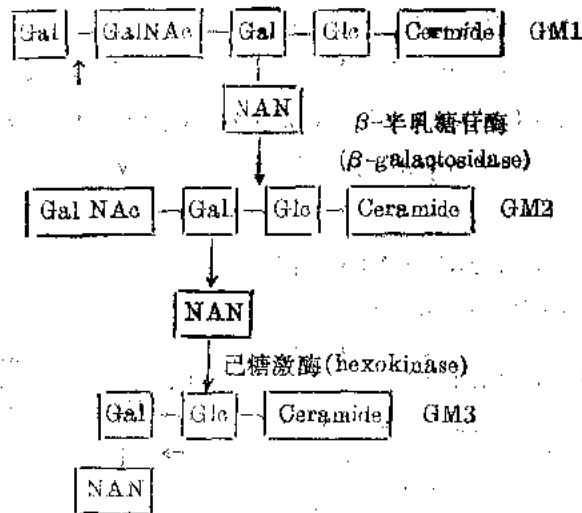 Gal GalNAc Gal Glc Cermide GM1
NAN
β-半乳糖苷酶
(β-galactosidase)
Gal NAc Gal Glc Ceramide GM2
NAN
已糖激酶(hexokinase)
Gal Glc Ceramide GM3
NAN